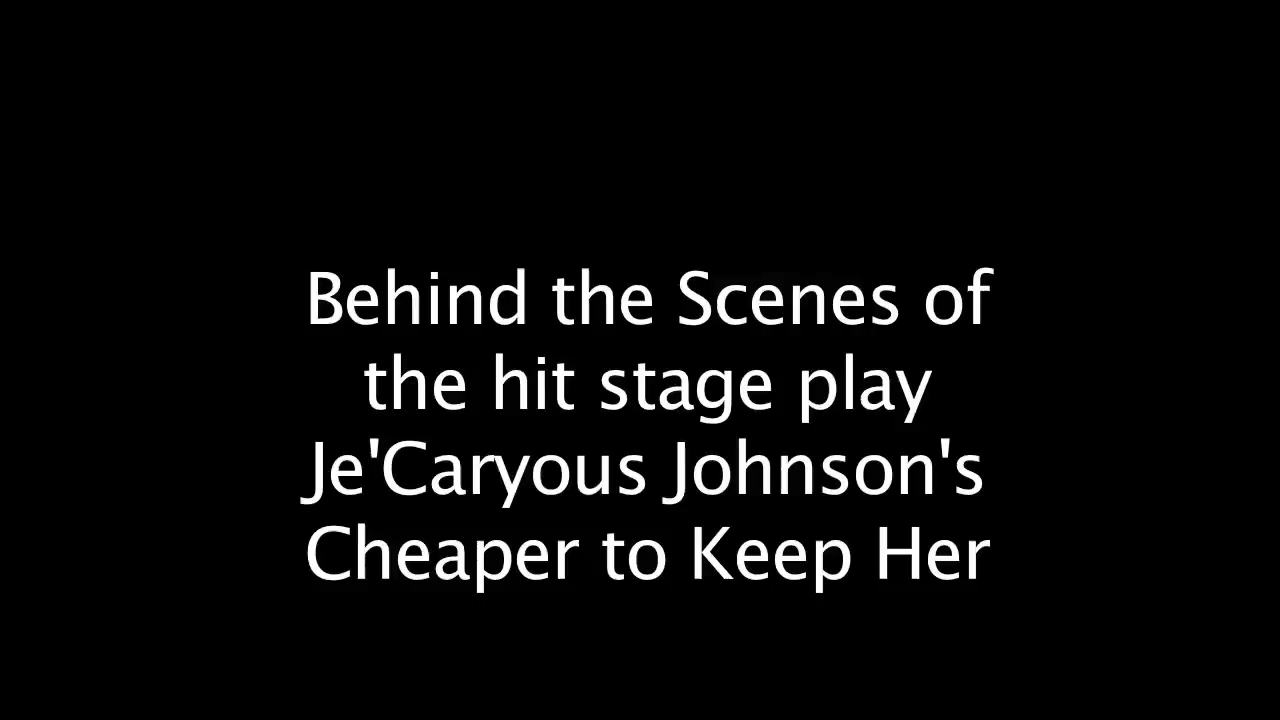 Behind the Scenes of
the hit stage play
Je'Caryous Johnson's
Cheaper to Keep Her